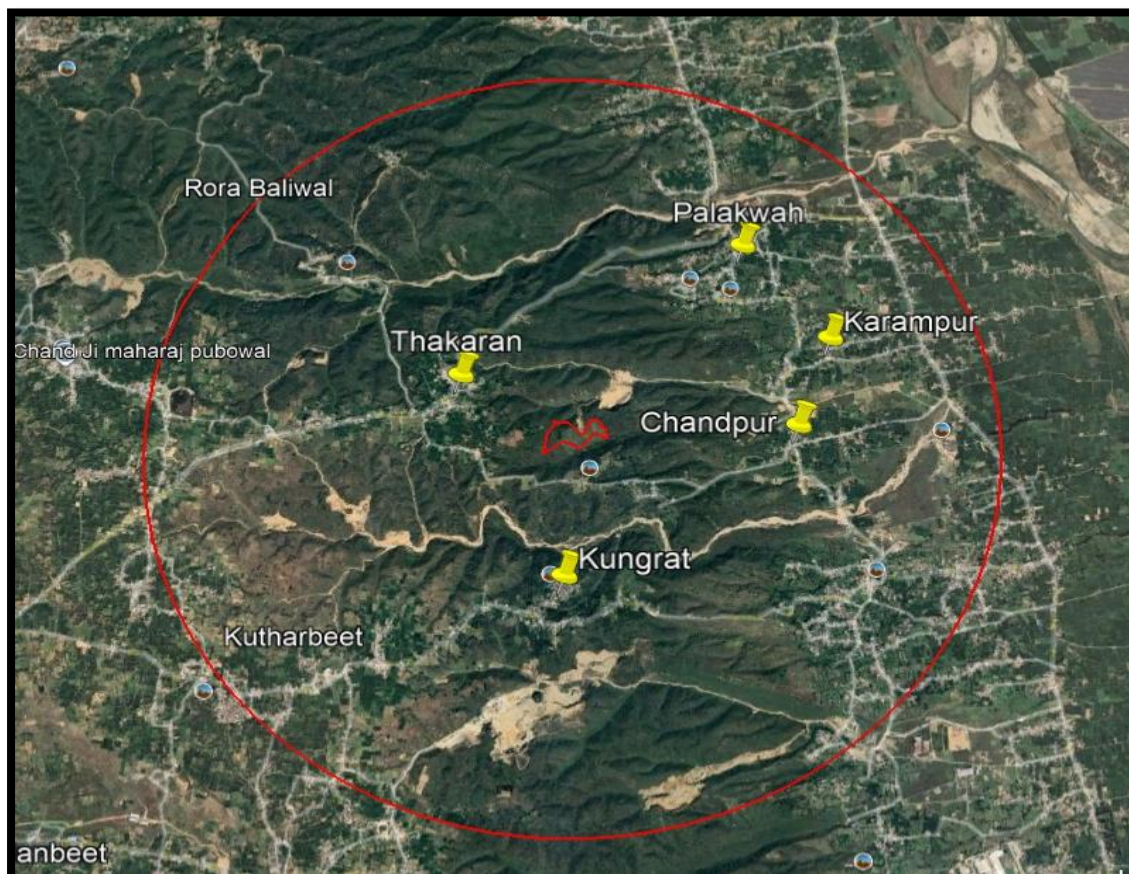 Rora Baliwal
Palakwah
Karampur
Thakaran
Chand Ji maharaj pubowal
Chandpur
Kungrat
Kutharbeet
anbeet